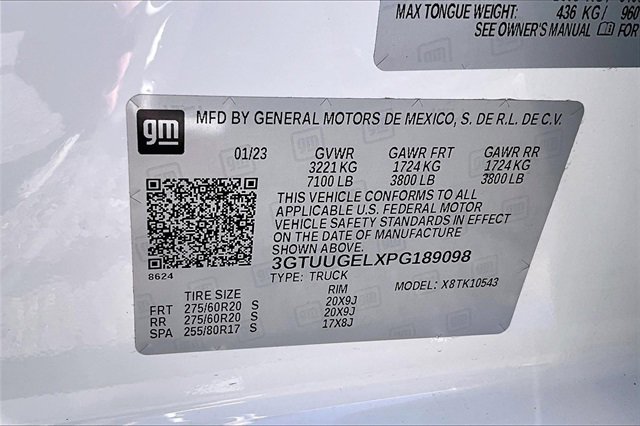 MAX TONGUE WEIGHT: 436 KG/ 960
SEE OWNER'S MANUAL FOR
gm
MFD BY GENERAL MOTORS DE MEXICO, S. DE R.L. DE C.V.
01/23 GVWR GAWR FRT GAWR RR
3221 KG 1724 KG 1724 KG
7100 LB 3800 LB 3800 LB
THIS VEHICLE CONFORMS TO ALL
APPLICABLE U.S. FEDERAL MOTOR
VEHICLE SAFETY STANDARDS IN EFFECT
ON THE DATE OF MANUFACTURE
SHOWN ABOVE.
3GTUUGELXPG189098
8624
TYPE: TRUCK MODEL: X8TK10543
TIRE SIZE RIM
FRT 275/60R20 S 20X9J
RR 275/60R20 S 20X9J
SPA 255/80R17 S 17X8J